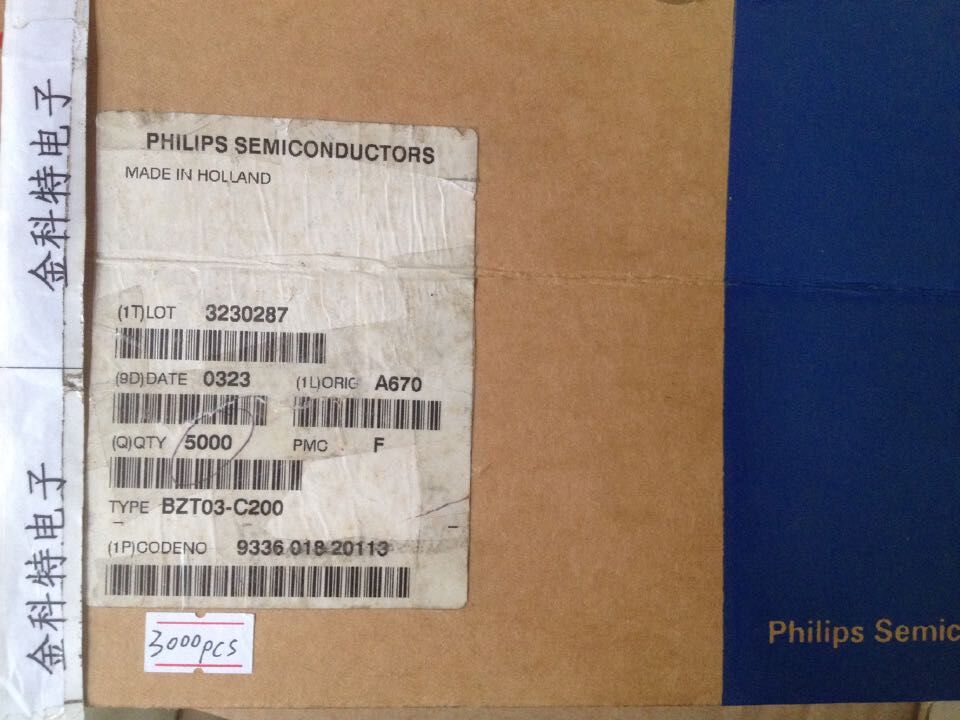 金科特电子
金科特电子
PHILIPS SEMICONDUCTORS
MADE IN HOLLAND
(1T)LOT 3230287
(9D)DATE 0323 (1L)ORIG A670
(Q)QTY 5000 PMC F
TYPE BZT03-C200
(1P)CODENO 9336 018 20113
3000pcs
Philips Semic